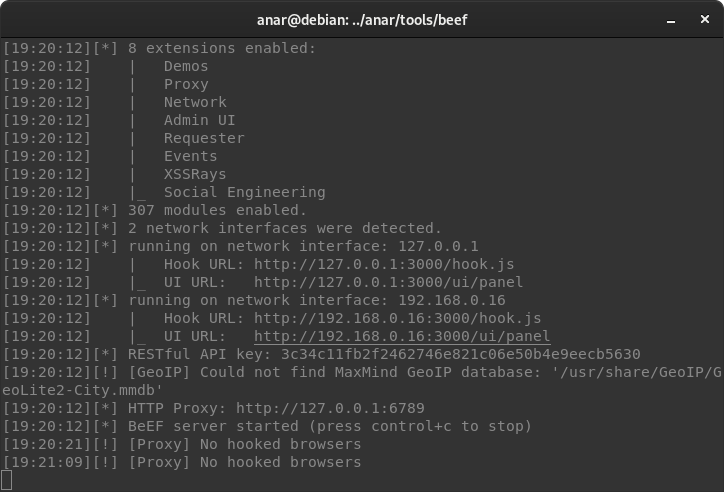 anar@debian: ../anar/tools/beef
[19:20:12][*] 8 extensions enabled:
[19:20:12]    |   Demos
[19:20:12]    |   Proxy
[19:20:12]    |   Network
[19:20:12]    |   Admin UI
[19:20:12]    |   Requester
[19:20:12]    |   Events
[19:20:12]    |   XSSRays
[19:20:12]    |_  Social Engineering
[19:20:12][*] 307 modules enabled.
[19:20:12][*] 2 network interfaces were detected.
[19:20:12][*] running on network interface: 127.0.0.1
[19:20:12]    |   Hook URL: http://127.0.0.1:3000/hook.js
[19:20:12]    |_  UI URL:   http://127.0.0.1:3000/ui/panel
[19:20:12][*] running on network interface: 192.168.0.16
[19:20:12]    |   Hook URL: http://192.168.0.16:3000/hook.js
[19:20:12]    |_  UI URL:   http://192.168.0.16:3000/ui/panel
[19:20:12][*] RESTful API key: 3c34c11fb2f2462746e821c06e50b4e9eecb5630
[19:20:12][!] [GeoIP] Could not find MaxMind GeoIP database: '/usr/share/GeoIP/G
eoLite2-City.mmdb'
[19:20:12][*] HTTP Proxy: http://127.0.0.1:6789
[19:20:12][*] BeEF server started (press control+c to stop)
[19:20:21][!] [Proxy] No hooked browsers
[19:21:09][!] [Proxy] No hooked browsers